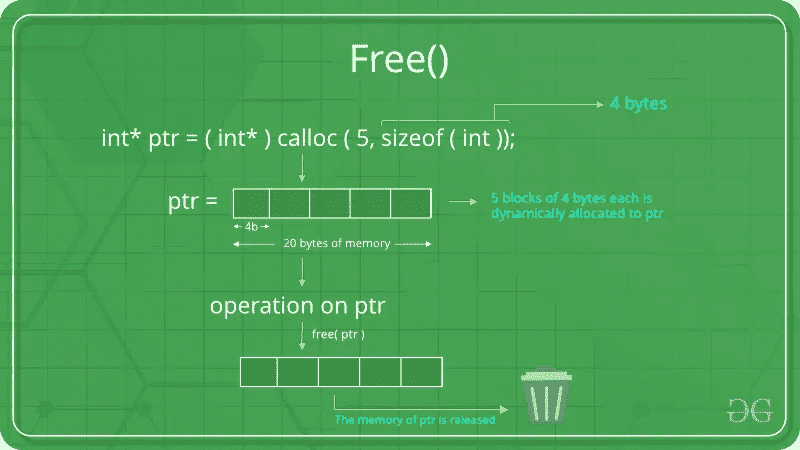 Free()
4 bytes
int* ptr = ( int* ) calloc ( 5, sizeof ( int ));
ptr =
5 blocks of 4 bytes each is
dynamically allocated to ptr
4b
20 bytes of memory
operation on ptr
free( ptr )
The memory of ptr is released